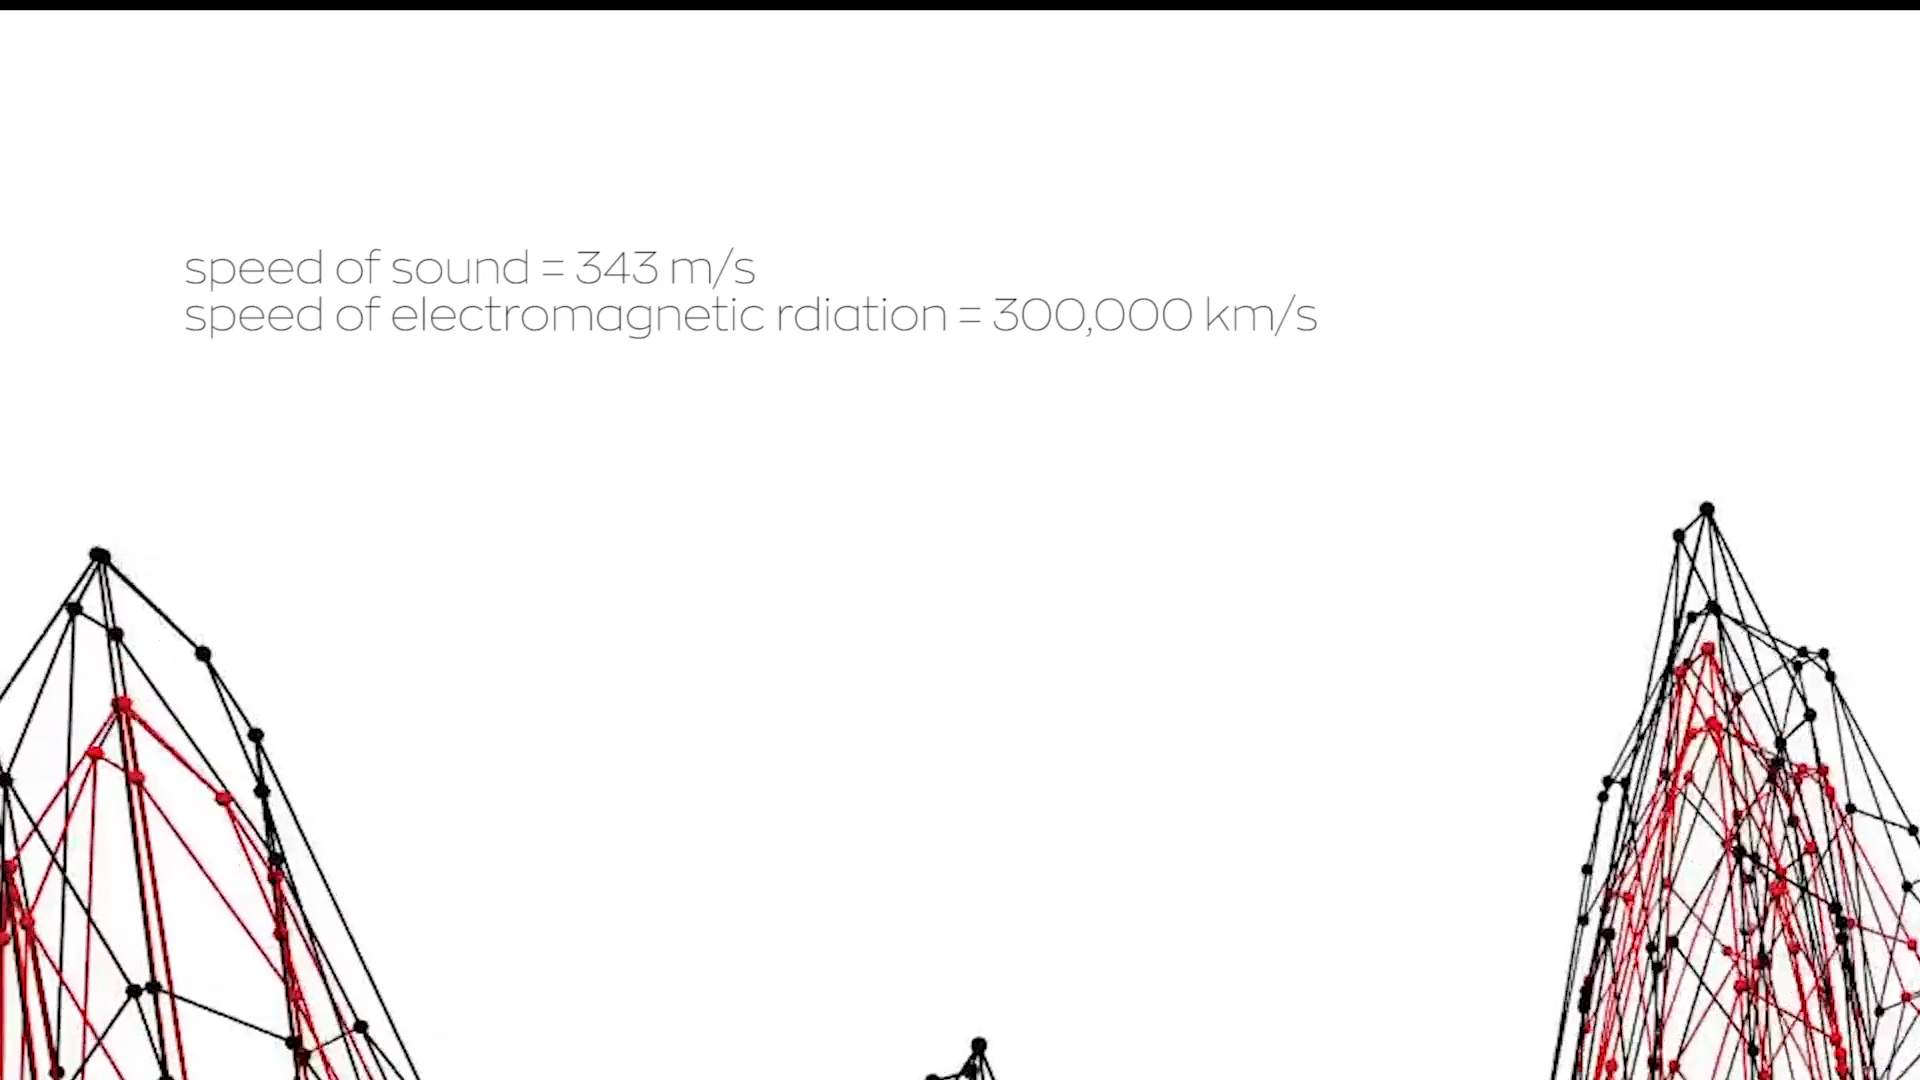 speed of sound = 343 m/s
speed of electromagnetic rdiation = 300,000 km/s